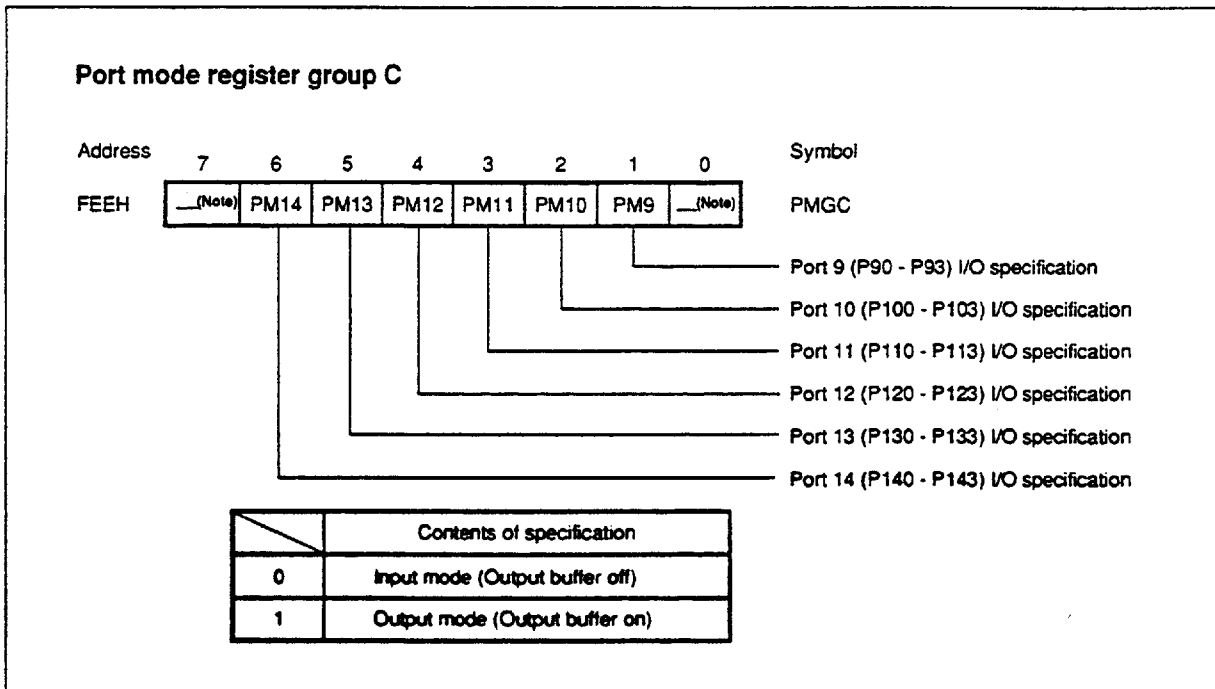 Port mode register group C
Address 7 6 5 4 3 2 1 0 Symbol
FEEH __(Note) PM14 PM13 PM12 PM11 PM10 PM9 __(Note) PMGC
Port 9 (P90 - P93) I/O specification
Port 10 (P100 - P103) I/O specification
Port 11 (P110 - P113) I/O specification
Port 12 (P120 - P123) I/O specification
Port 13 (P130 - P133) I/O specification
Port 14 (P140 - P143) I/O specification
Contents of specification
0 Input mode (Output buffer off)
1 Output mode (Output buffer on)